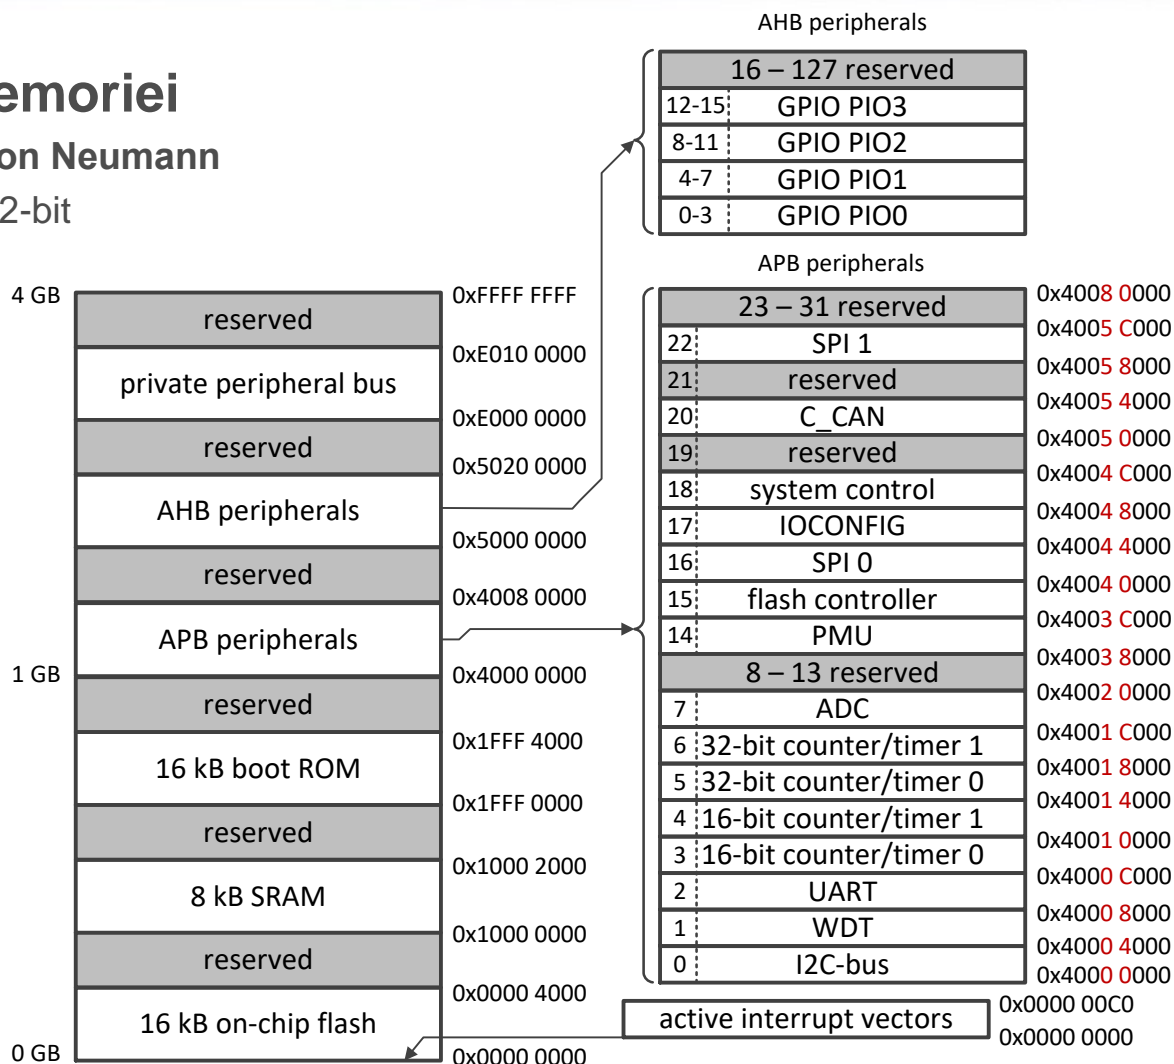 emoriei
on Neumann
2-bit
AHB peripherals
16 – 127 reserved
12-15 GPIO PIO3
8-11 GPIO PIO2
4-7 GPIO PIO1
0-3 GPIO PIO0
4 GB
reserved
private peripheral bus
reserved
AHB peripherals
reserved
APB peripherals
1 GB
reserved
16 kB boot ROM
reserved
8 kB SRAM
reserved
16 kB on-chip flash
0 GB
0xFFFF FFFF
0xE010 0000
0xE000 0000
0x5020 0000
0x5000 0000
0x4008 0000
0x4000 0000
0x1FFF 4000
0x1FFF 0000
0x1000 2000
0x1000 0000
0x0000 4000
0x0000 0000
APB peripherals
23 – 31 reserved
22 SPI 1
21 reserved
20 C_CAN
19 reserved
18 system control
17 IOCONFIG
16 SPI 0
15 flash controller
14 PMU
8 – 13 reserved
7 ADC
6 32-bit counter/timer 1
5 32-bit counter/timer 0
4 16-bit counter/timer 1
3 16-bit counter/timer 0
2 UART
1 WDT
0 I2C-bus
0x4008 0000
0x4005 C000
0x4005 8000
0x4005 4000
0x4005 0000
0x4004 C000
0x4004 8000
0x4004 4000
0x4004 0000
0x4003 C000
0x4003 8000
0x4002 0000
0x4001 C000
0x4001 8000
0x4001 4000
0x4001 0000
0x4000 C000
0x4000 8000
0x4000 4000
0x4000 0000
active interrupt vectors
0x0000 00C0
0x0000 0000